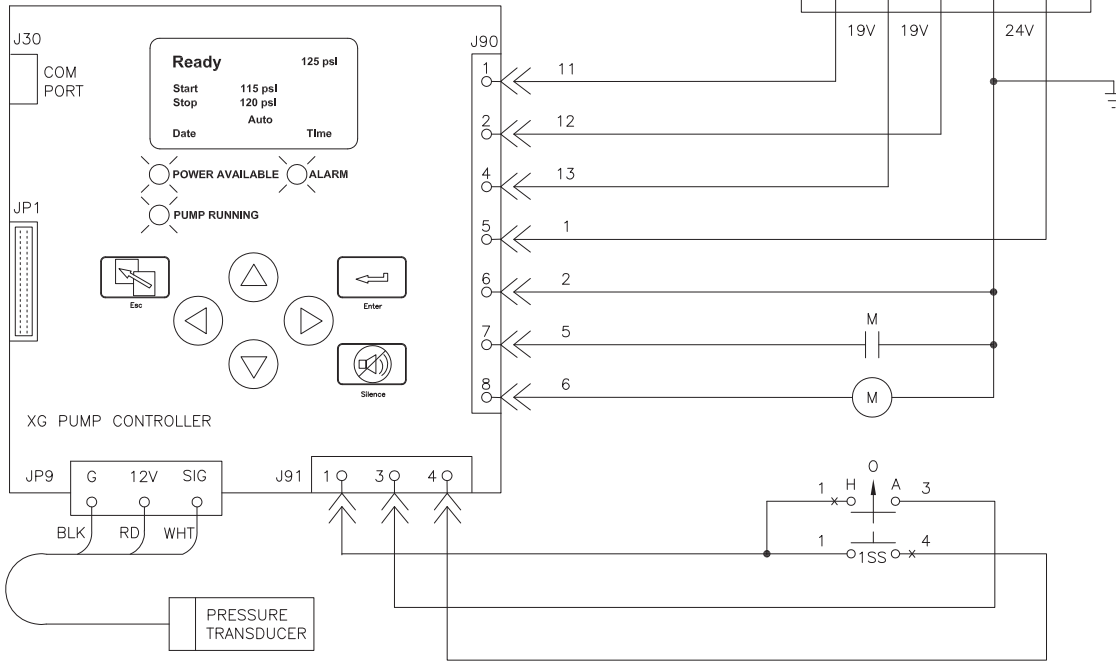 19V 19V 24V
J30
COM
PORT
Ready 125 psI
Start 115 psI
Stop 120 psI
Auto
Date TIme
POWER AVAILABLE ALARM
PUMP RUNNING
JP1
Esc
Enter
Silence
XG PUMP CONTROLLER
J90
1 11
2 12
4 13
5 1
6 2
7 5 M
8 6 M
JP9 G 12V SIG
BLK RD WHT
J91 1 3 4
O
1 x H A 3
1 1SS x 4
PRESSURE
TRANSDUCER